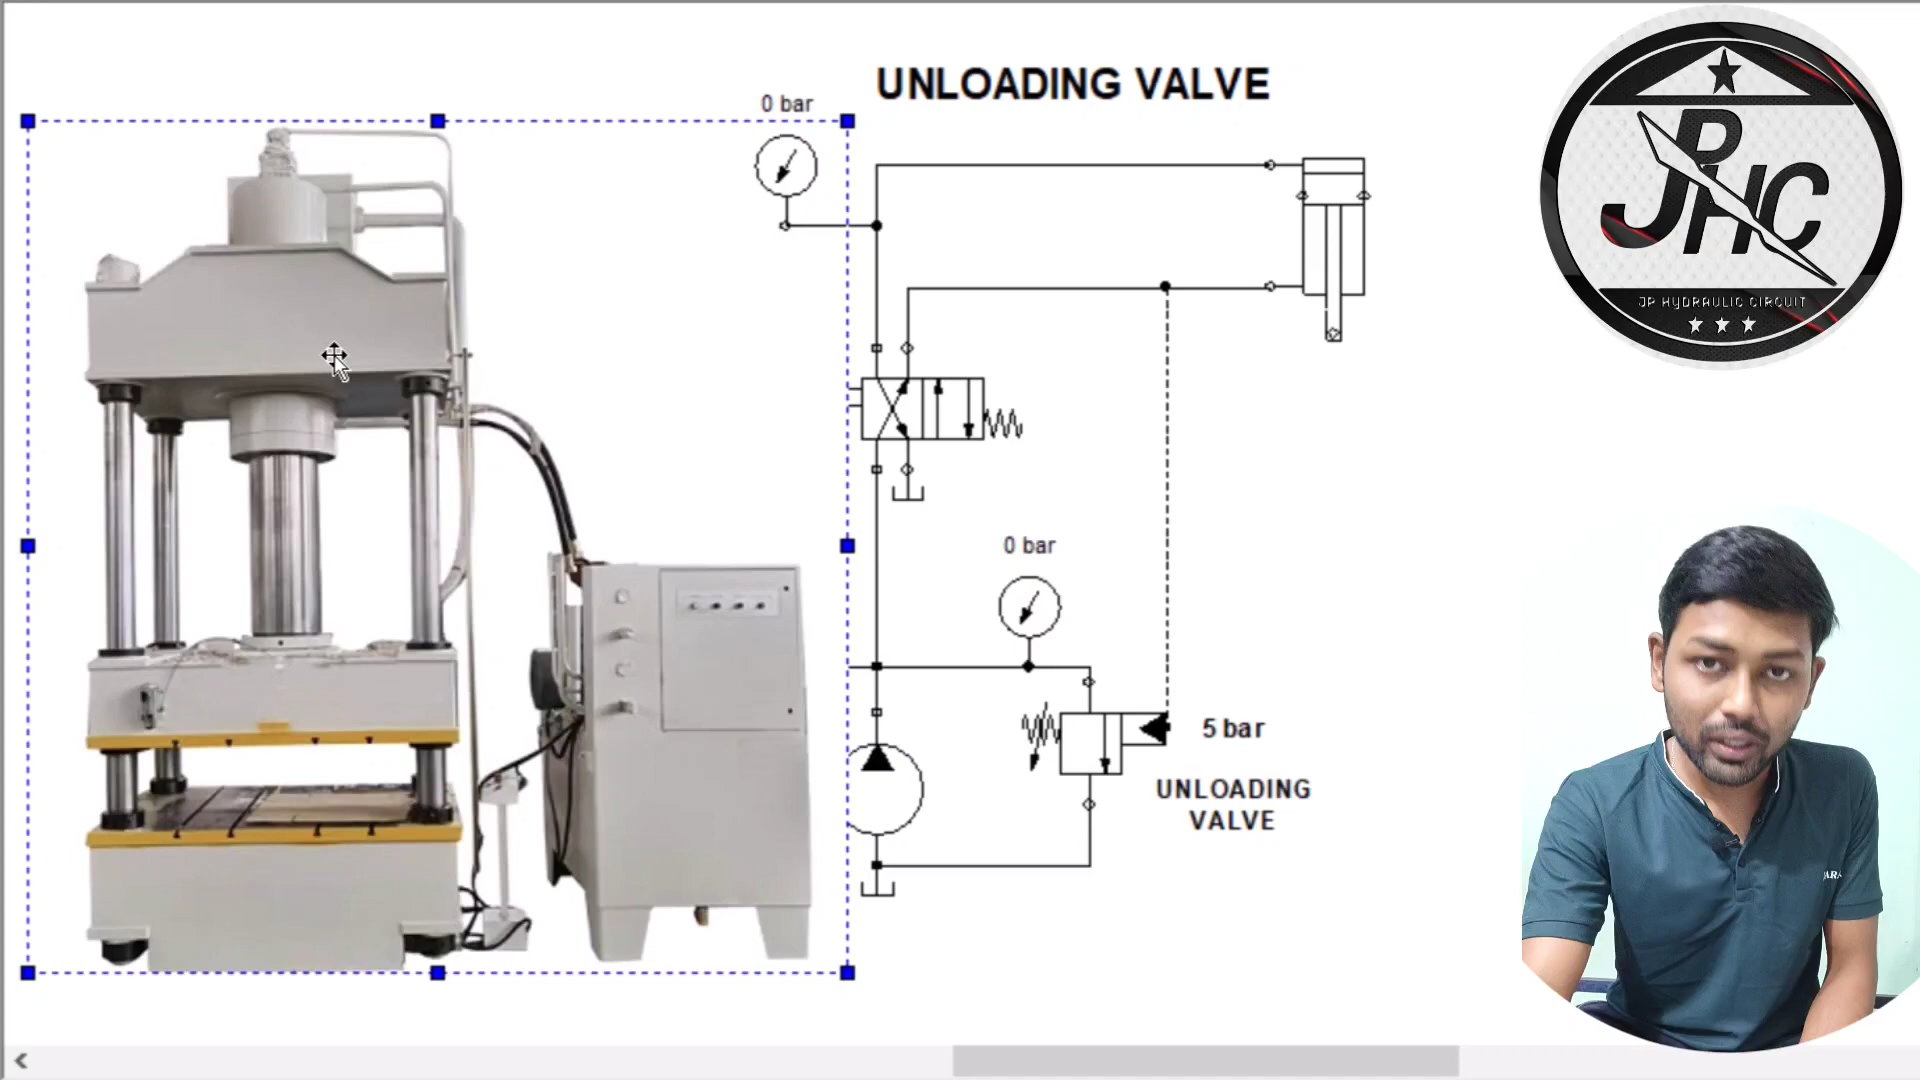 UNLOADING VALVE
0 bar
JPHC
JP HYDRAULIC CIRCUIT
0 bar
5 bar
UNLOADING
VALVE